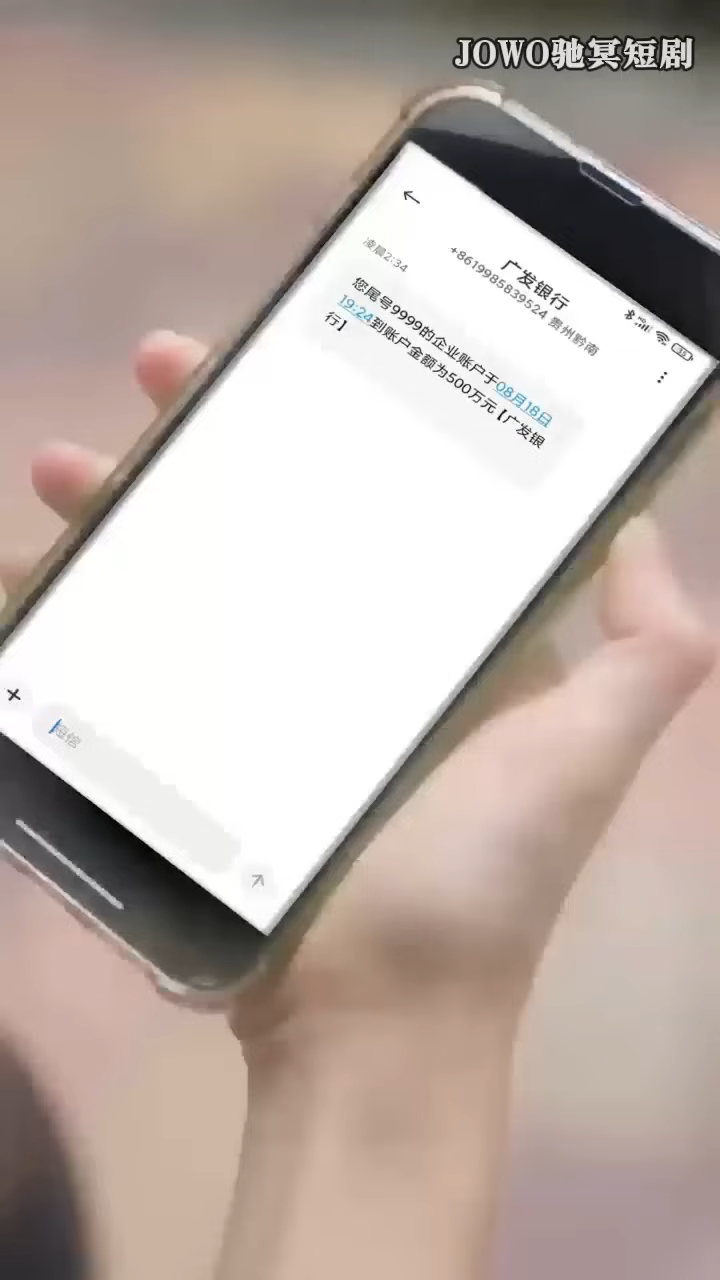 JOWO驰冥短剧
广发银行
+8619985839524 贵州黔南
33
凌晨2:34
您尾号9999的企业账户于08月18日
19:24到账户金额为500万元【广发银
行】
短信